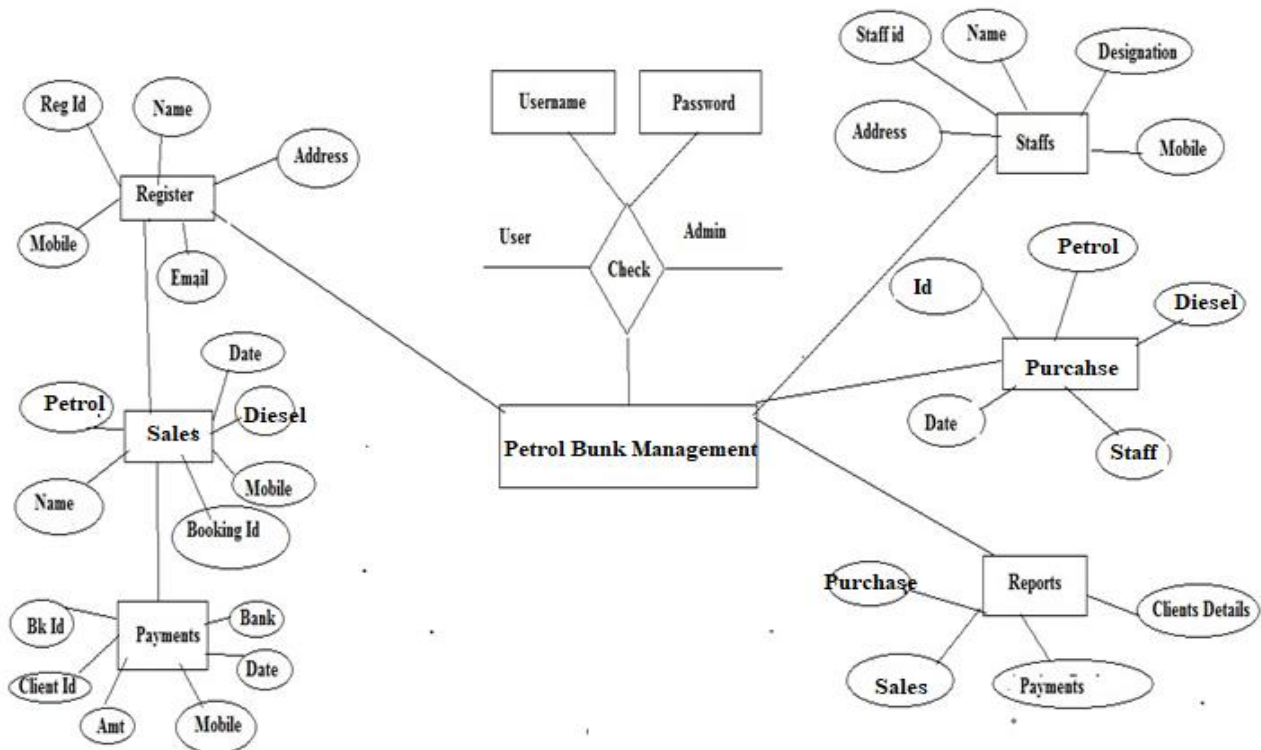 Staff id
Name
Designation
Username
Password
Reg Id
Name
Address
Staffs
Mobile
Address
Register
User
Admin
Check
Mobile
Email
Petrol
Id
Diesel
Purcahse
Date
Staff
Date
Petrol
Diesel
Sales
Name
Mobile
Booking Id
Petrol Bunk Management
Purchase
Reports
Clients Details
Sales
Payments
Bk Id
Bank
Payments
Date
Client Id
Amt
Mobile